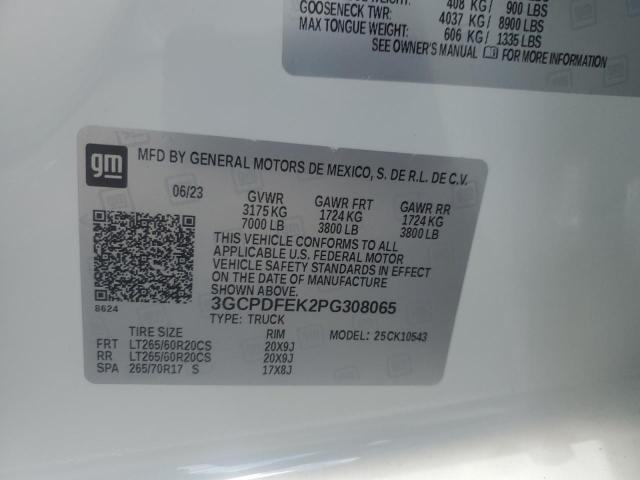 408 KG/ 900 LBS
GOOSENECK TWR:
4037 KG/ 8900 LBS
MAX TONGUE WEIGHT:
606 KG/ 1335LBS
SEE OWNER'S MANUAL FOR MORE INFORMATION
gm
MFD BY GENERAL MOTORS DE MEXICO, S. DE R.L. DE C.V.
06/23 GVWR GAWR FRT GAWR RR
3175 KG 1724 KG 1724 KG
7000 LB 3800 LB 3800 LB
THIS VEHICLE CONFORMS TO ALL
APPLICABLE U.S. FEDERAL MOTOR
VEHICLE SAFETY STANDARDS IN EFFECT
ON THE DATE OF MANUFACTURE
SHOWN ABOVE.
8624 3GCPDFEK2PG308065
TYPE: TRUCK MODEL: 25CK10543
TIRE SIZE RIM
FRT LT265/60R20CS 20X9J
RR LT265/60R20CS 20X9J
SPA 265/70R17 S 17X8J